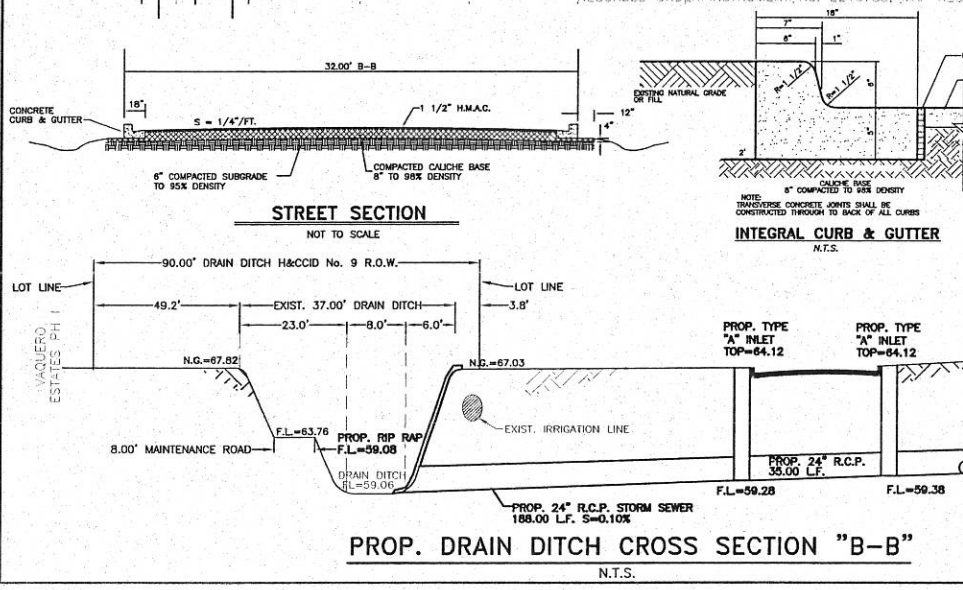 32.00' B-B
CONCRETE
CURB & GUTTER
18"
S = 1/4"/FT.
1 1/2" H.M.A.C.
12"
4"
6" COMPACTED SUBGRADE
TO 95% DENSITY
COMPACTED CALICHE BASE
8" TO 98% DENSITY
STREET SECTION
NOT TO SCALE
18"
7"
6"
1"
R=1 1/2"
R=1 1/2"
6"
5"
EXISTING NATURAL GRADE
OR FILL
2'
CALICHE BASE
8" COMPACTED TO 98% DENSITY
NOTE:
TRANSVERSE CONCRETE JOINTS SHALL BE
CONSTRUCTED THROUGH TO BACK OF ALL CURBS
INTEGRAL CURB & GUTTER
N.T.S.
90.00' DRAIN DITCH H&CCID No. 9 R.O.W.
LOT LINE
LOT LINE
49.2'
EXIST. 37.00' DRAIN DITCH
3.8'
23.0'
8.0'
6.0'
VAQUERO
ESTATES PH I
N.G.=67.82
N.G.=67.03
F.L.=63.76
8.00' MAINTENANCE ROAD
PROP. RIP RAP
F.L.=59.08
DRAIN DITCH
FL=59.06
EXIST. IRRIGATION LINE
PROP. TYPE
"A" INLET
TOP=64.12
PROP. TYPE
"A" INLET
TOP=64.12
PROP. 24" R.C.P.
35.00 L.F.
F.L.=59.28
F.L.=59.38
PROP. 24" R.C.P. STORM SEWER
188.00 L.F. S=0.10%
PROP. DRAIN DITCH CROSS SECTION "B-B"
N.T.S.